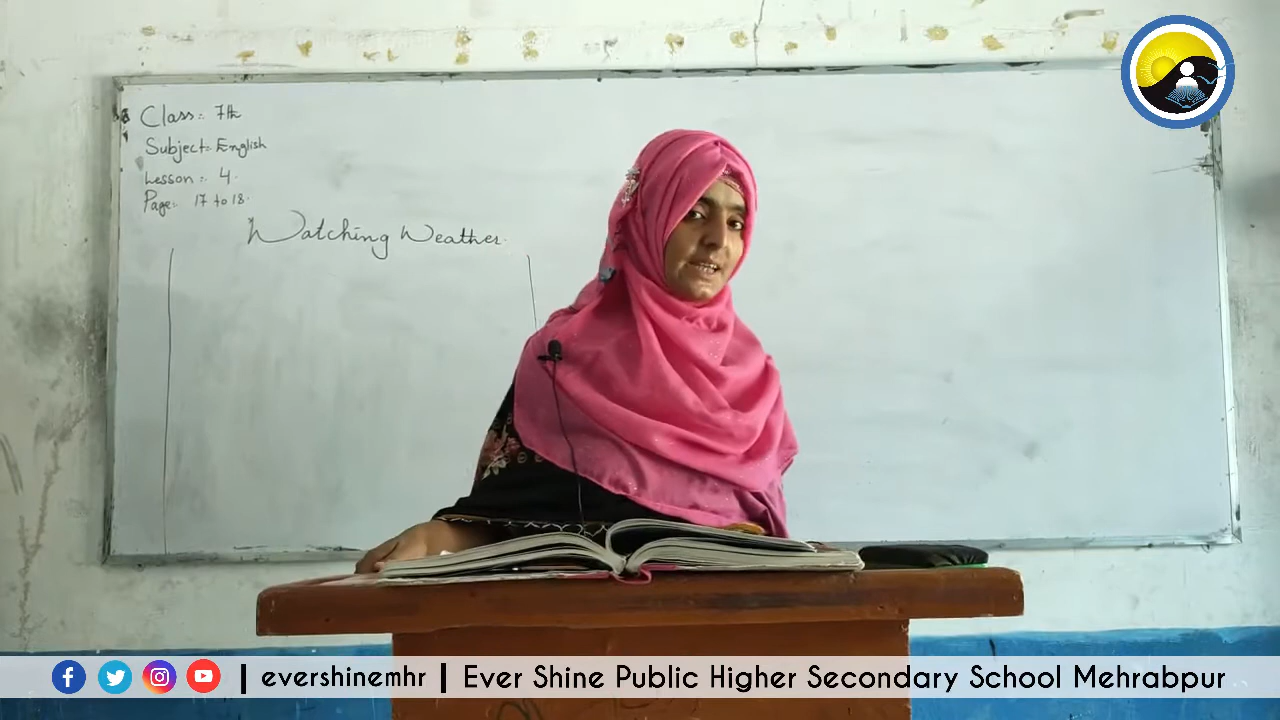 Class:- 7th
Subject:- English
Lesson :- 4.
Page:- 17 to 18.
Watching Weather.
| evershinemhr | Ever Shine Public Higher Secondary School Mehrabpur